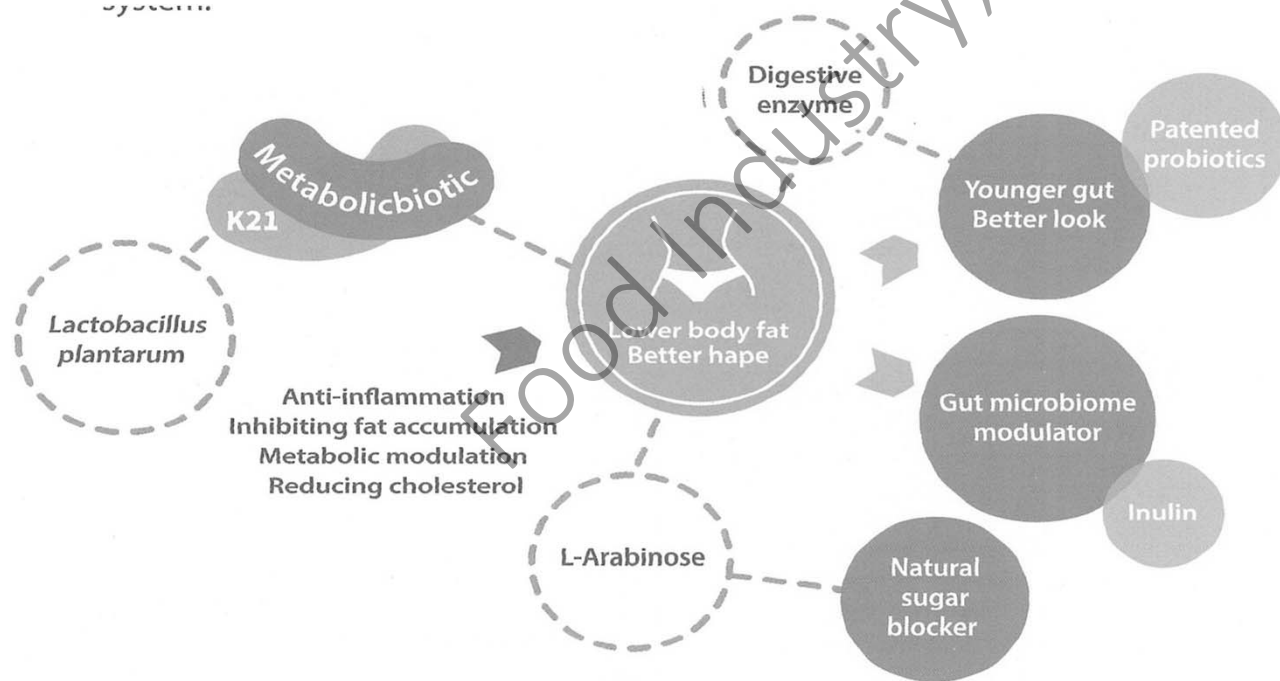 system.
Digestive
enzyme
Patented
probiotics
Metabolicbiotic
K21
Younger gut
Better look
Lactobacillus
plantarum
Lower body fat
Better hape
Anti-inflammation
Inhibiting fat accumulation
Metabolic modulation
Reducing cholesterol
Gut microbiome
modulator
Inulin
L-Arabinose
Natural
sugar
blocker
Food Industry